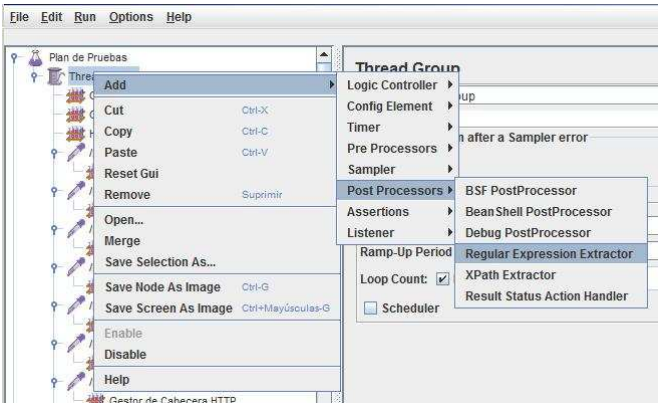 File Edit Run Options Help
Plan de Pruebas
Thread Group
Add
Cut Ctrl-X
Copy Ctrl-C
Paste Ctrl-V
Reset Gui
Remove Suprimir
Open...
Merge
Save Selection As...
Save Node As Image Ctrl-G
Save Screen As Image Ctrl+Mayúsculas-G
Enable
Disable
Help
Gestor de Cabecera HTTP
Logic Controller
Config Element
Timer
Pre Processors
Sampler
Post Processors
Assertions
Listener
BSF PostProcessor
BeanShell PostProcessor
Debug PostProcessor
Regular Expression Extractor
XPath Extractor
Result Status Action Handler
Thread Group
up
n after a Sampler error
Ramp-Up Period
Loop Count:
Scheduler